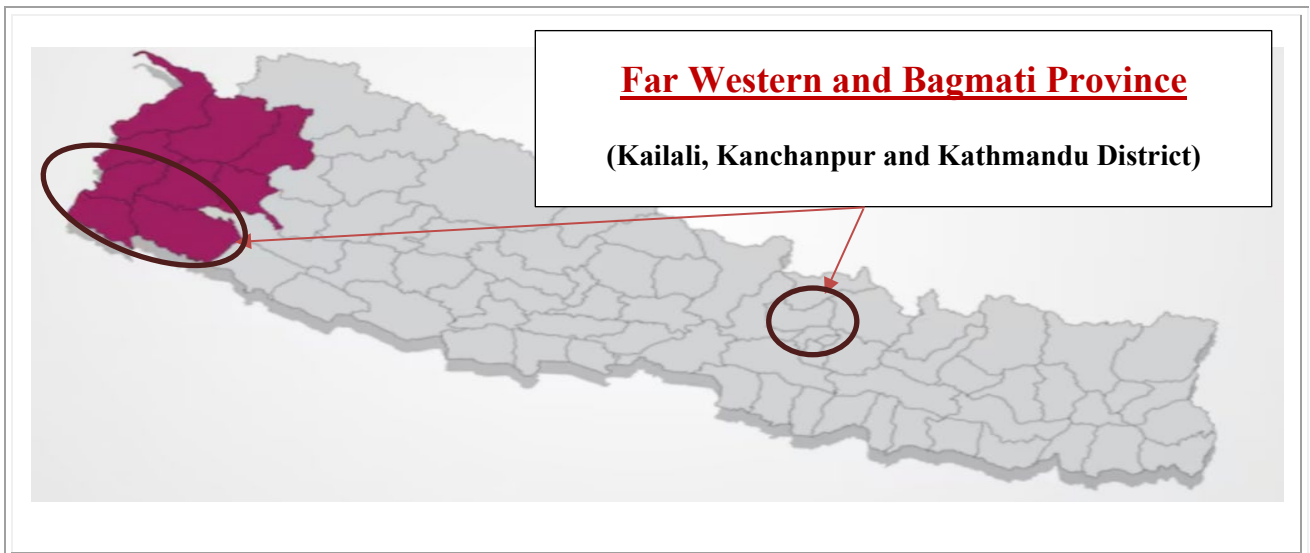 Far Western and Bagmati Province
(Kailali, Kanchanpur and Kathmandu District)